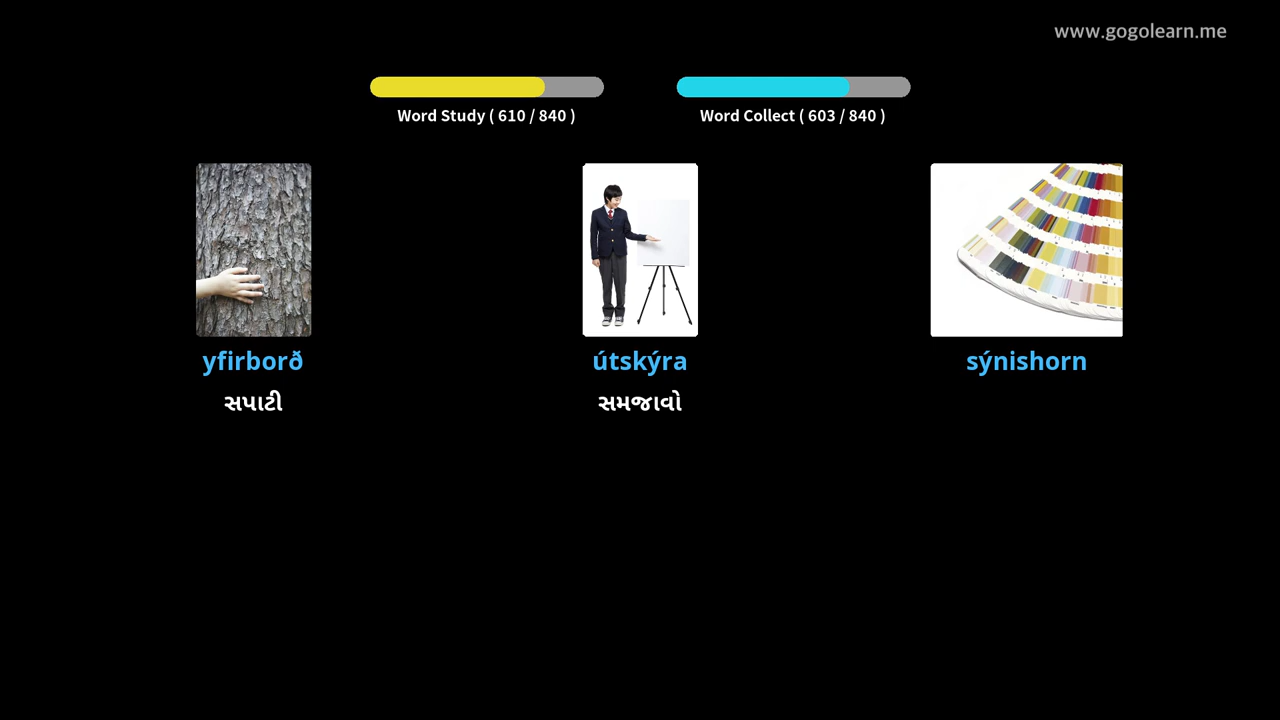 www.gogolearn.me
Word Study ( 610 / 840 )
Word Collect ( 603 / 840 )
yfirborð
útskýra
sýnishorn
સપાટી
સમજાવો